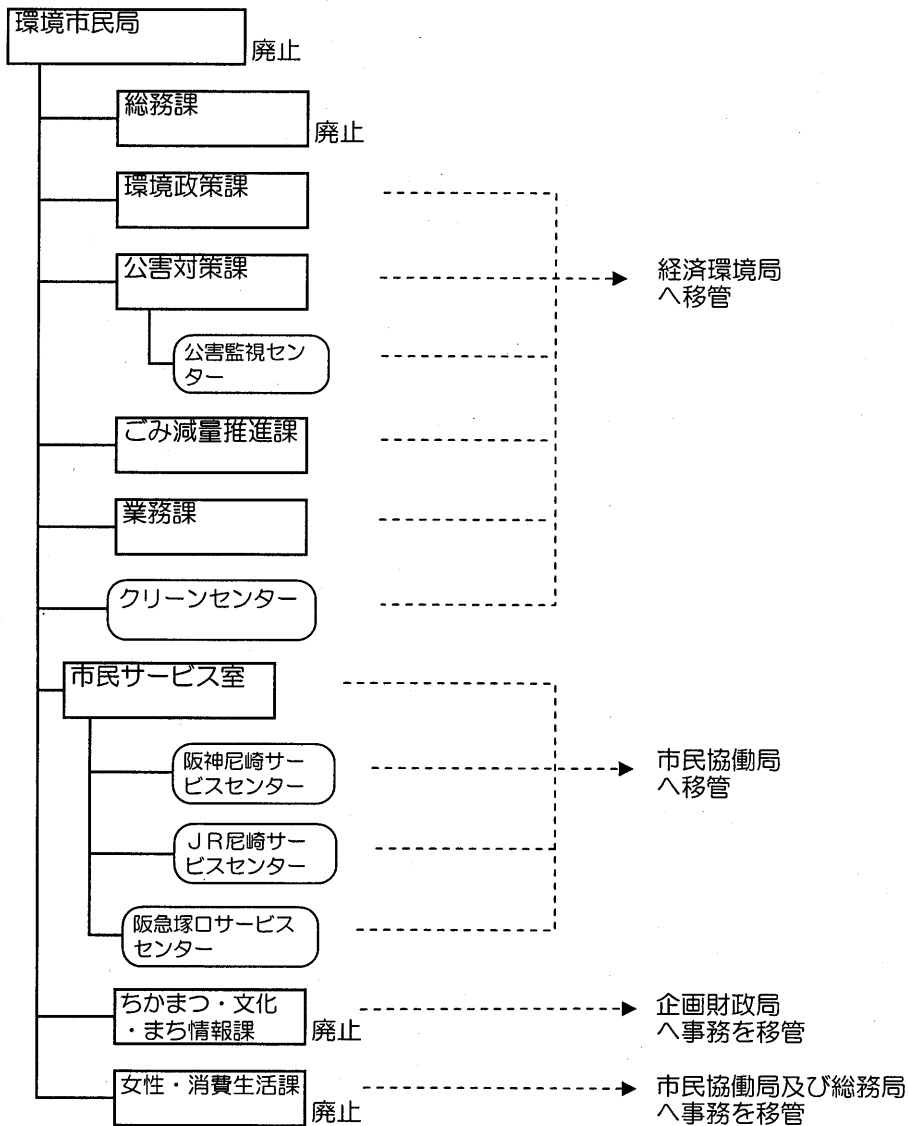 環境市民局
廃止
総務課
廃止
環境政策課
公害対策課
経済環境局
へ移管
公害監視セン
ター
ごみ減量推進課
業務課
クリーンセンター
市民サービス室
阪神尼崎サー
ビスセンター
市民協働局
へ移管
JR尼崎サー
ビスセンター
阪急塚口サービス
センター
ちかまつ・文化
・まち情報課
廃止
企画財政局
へ事務を移管
女性・消費生活課
廃止
市民協働局及び総務局
へ事務を移管